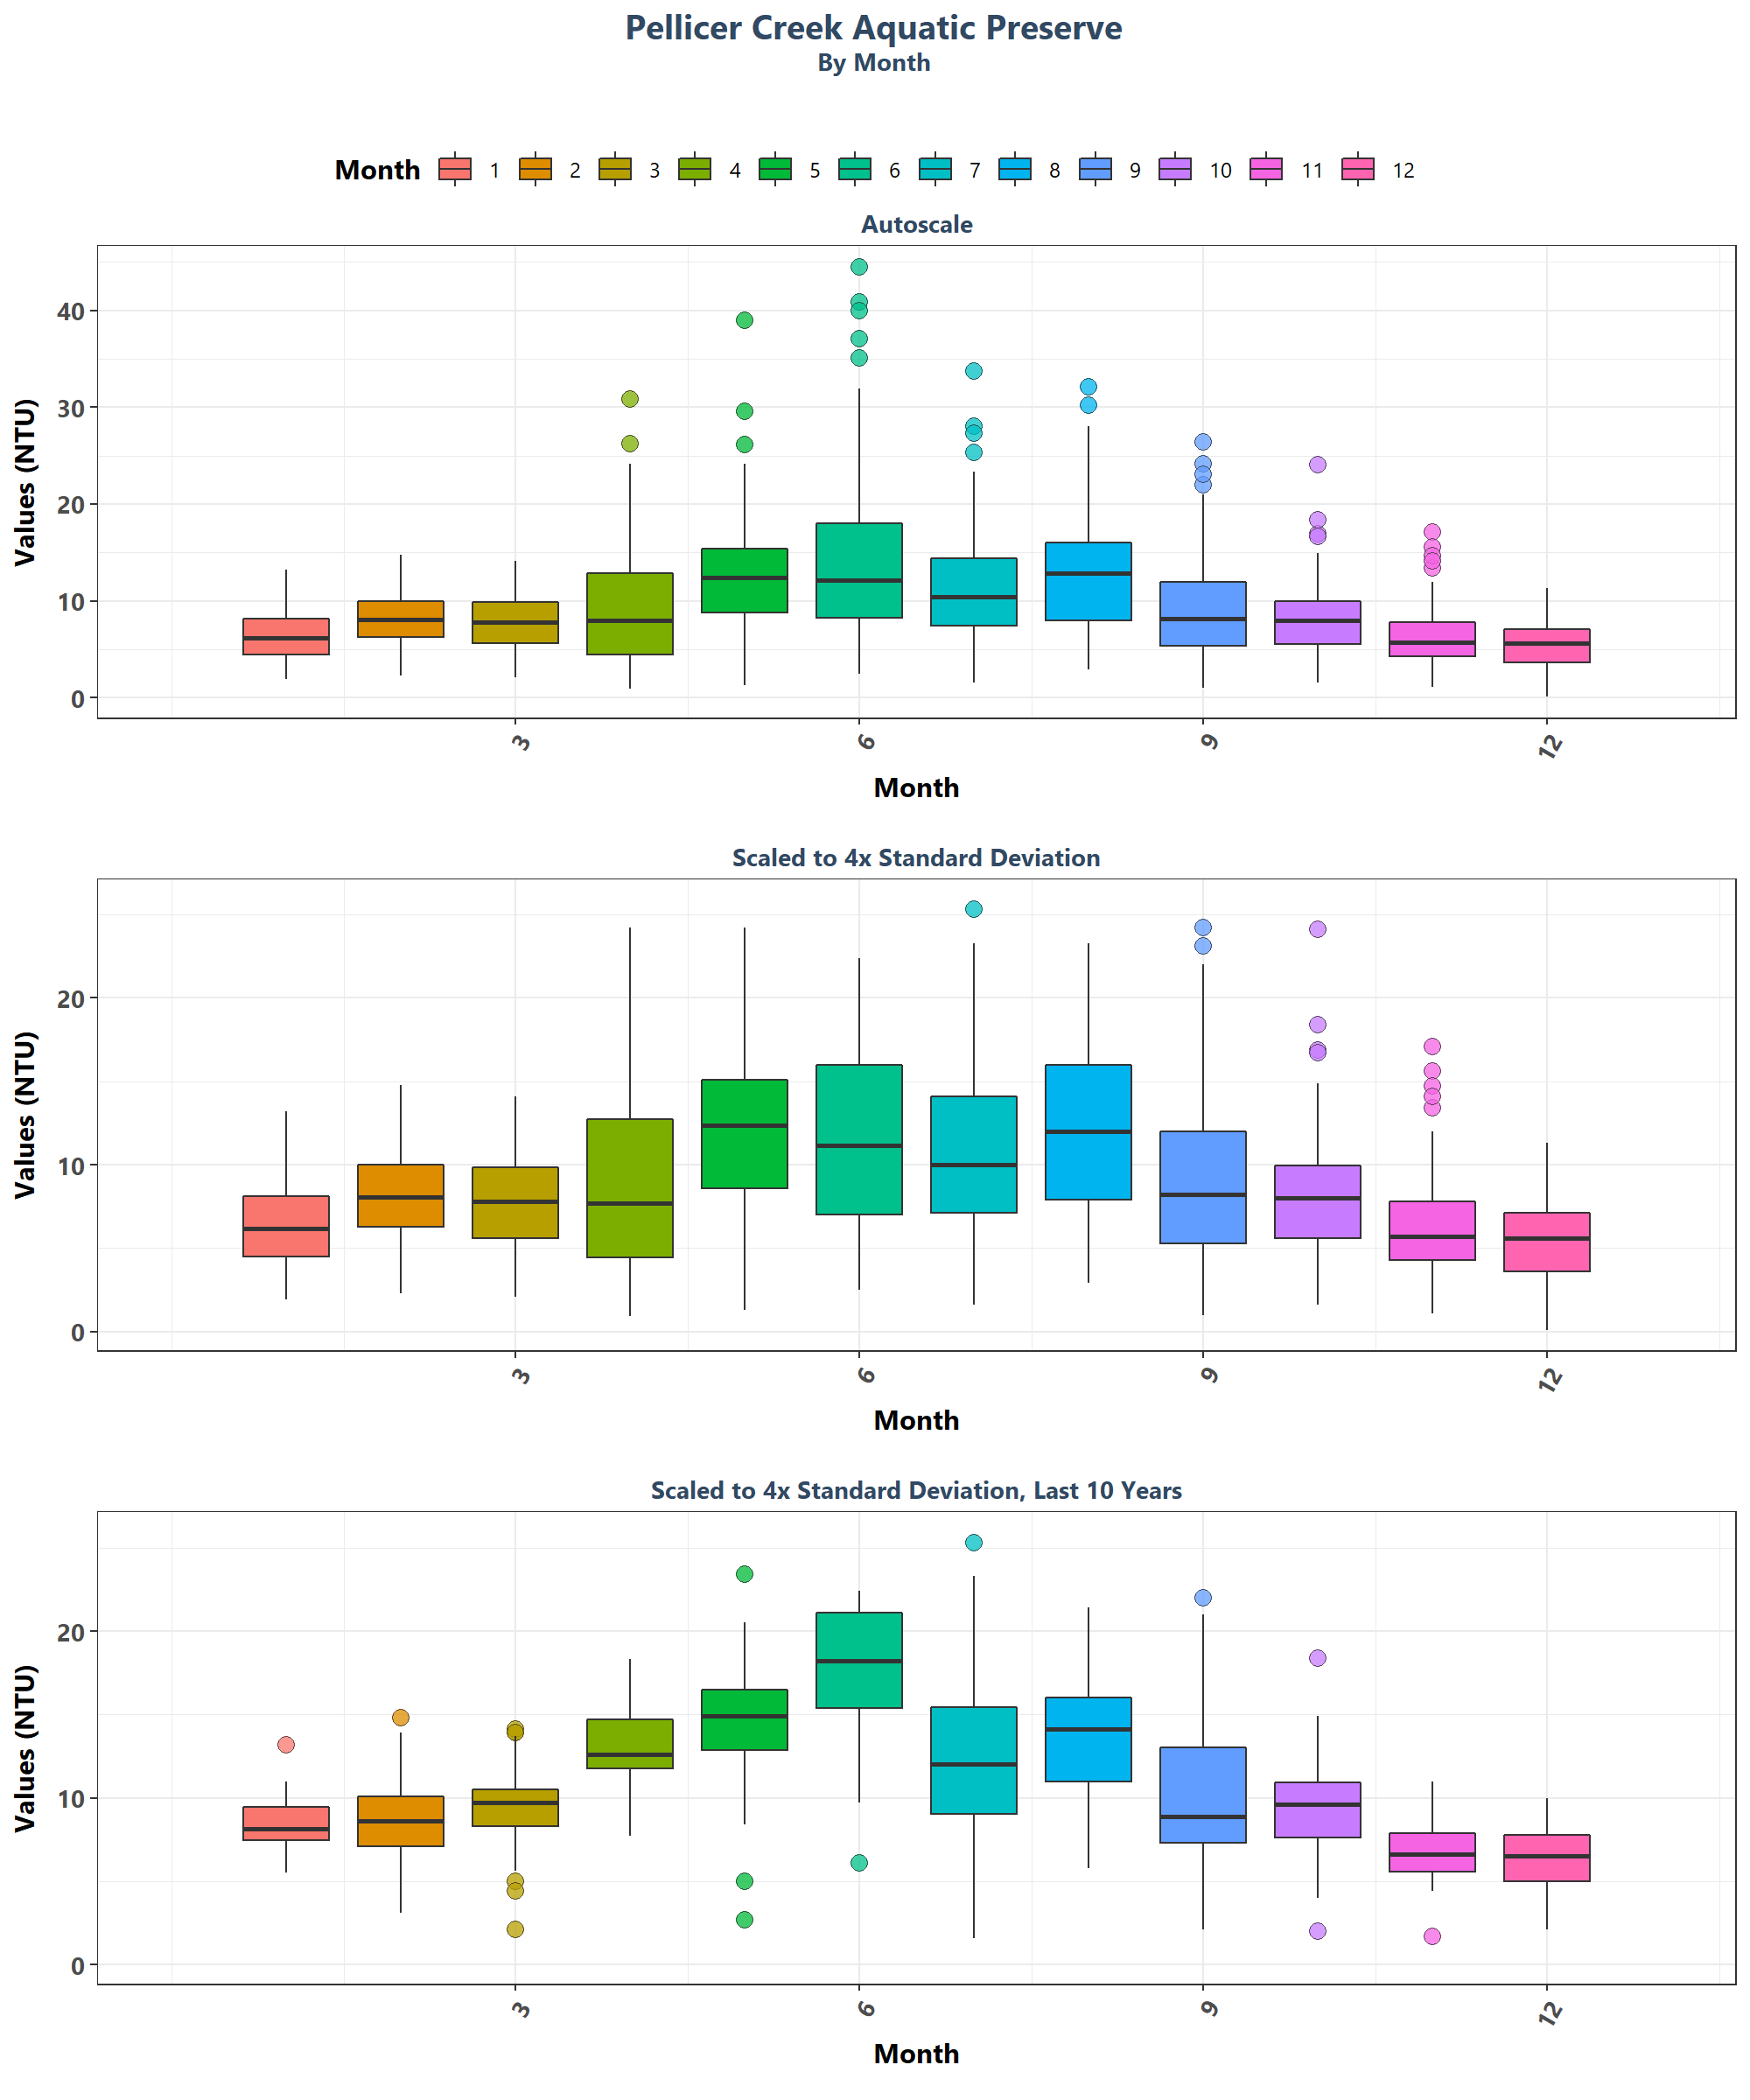 Pellicer Creek Aquatic Preserve
By Month
Month 1 2 3 4 5 6 7 8 9 10 11 12
Autoscale
Values (NTU)
40
30
20
10
0
3 6 9 12
Month
Scaled to 4x Standard Deviation
Values (NTU)
20
10
0
3 6 9 12
Month
Scaled to 4x Standard Deviation, Last 10 Years
Values (NTU)
20
10
0
3 6 9 12
Month